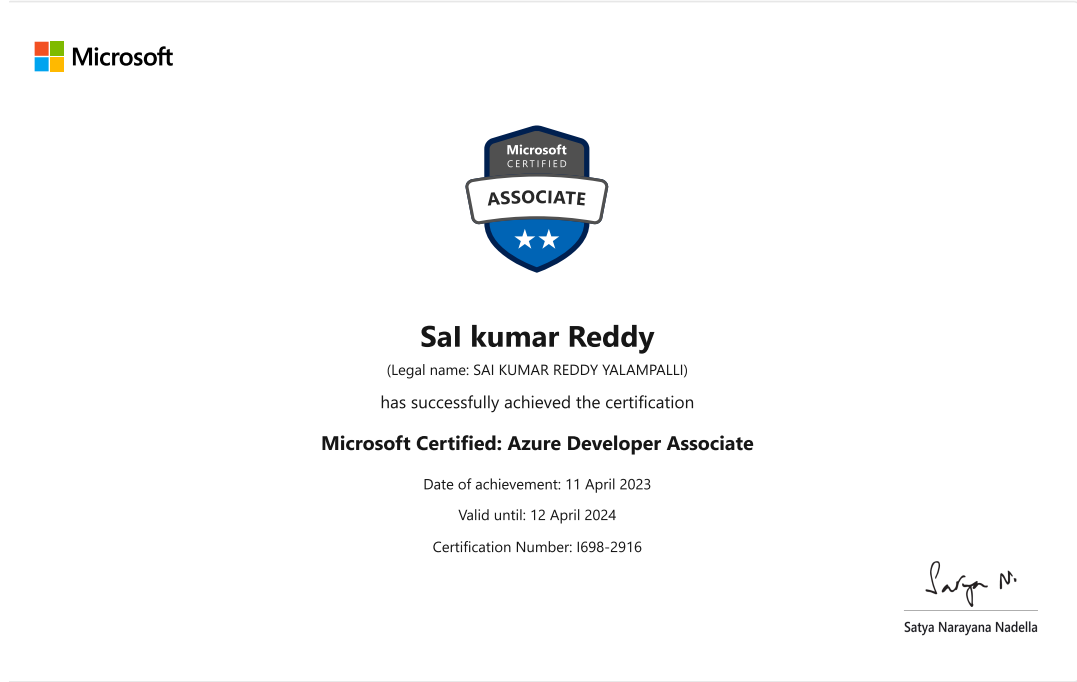 Microsoft
Microsoft
CERTIFIED
ASSOCIATE
SaI kumar Reddy
(Legal name: SAI KUMAR REDDY YALAMPALLI)
has successfully achieved the certification
Microsoft Certified: Azure Developer Associate
Date of achievement: 11 April 2023
Valid until: 12 April 2024
Certification Number: I698-2916
Satya N.
Satya Narayana Nadella